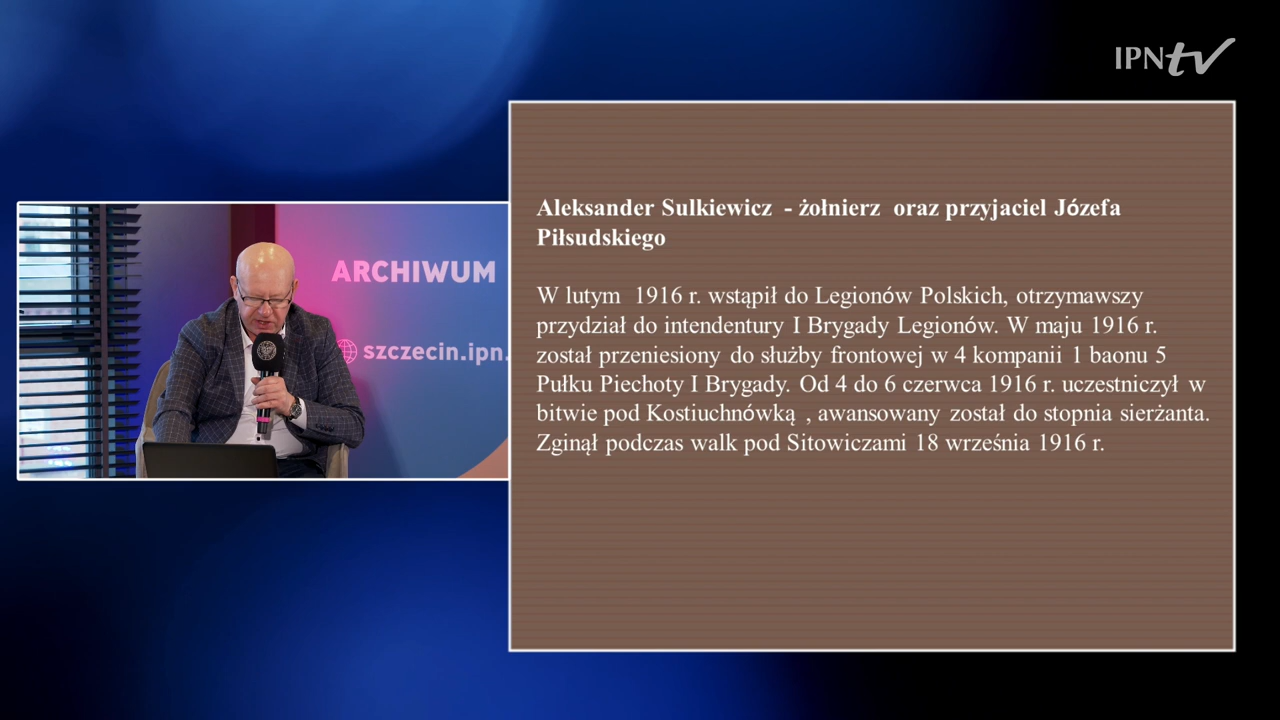 IPNtv
ARCHIWUM
szczecin.ipn.
Aleksander Sulkiewicz - żołnierz oraz przyjaciel Józefa
Piłsudskiego
W lutym 1916 r. wstąpił do Legionów Polskich, otrzymawszy
przydział do intendentury I Brygady Legionów. W maju 1916 r.
został przeniesiony do służby frontowej w 4 kompanii 1 baonu 5
Pułku Piechoty I Brygady. Od 4 do 6 czerwca 1916 r. uczestniczył w
bitwie pod Kostiuchnówką , awansowany został do stopnia sierżanta.
Zginął podczas walk pod Sitowiczami 18 września 1916 r.